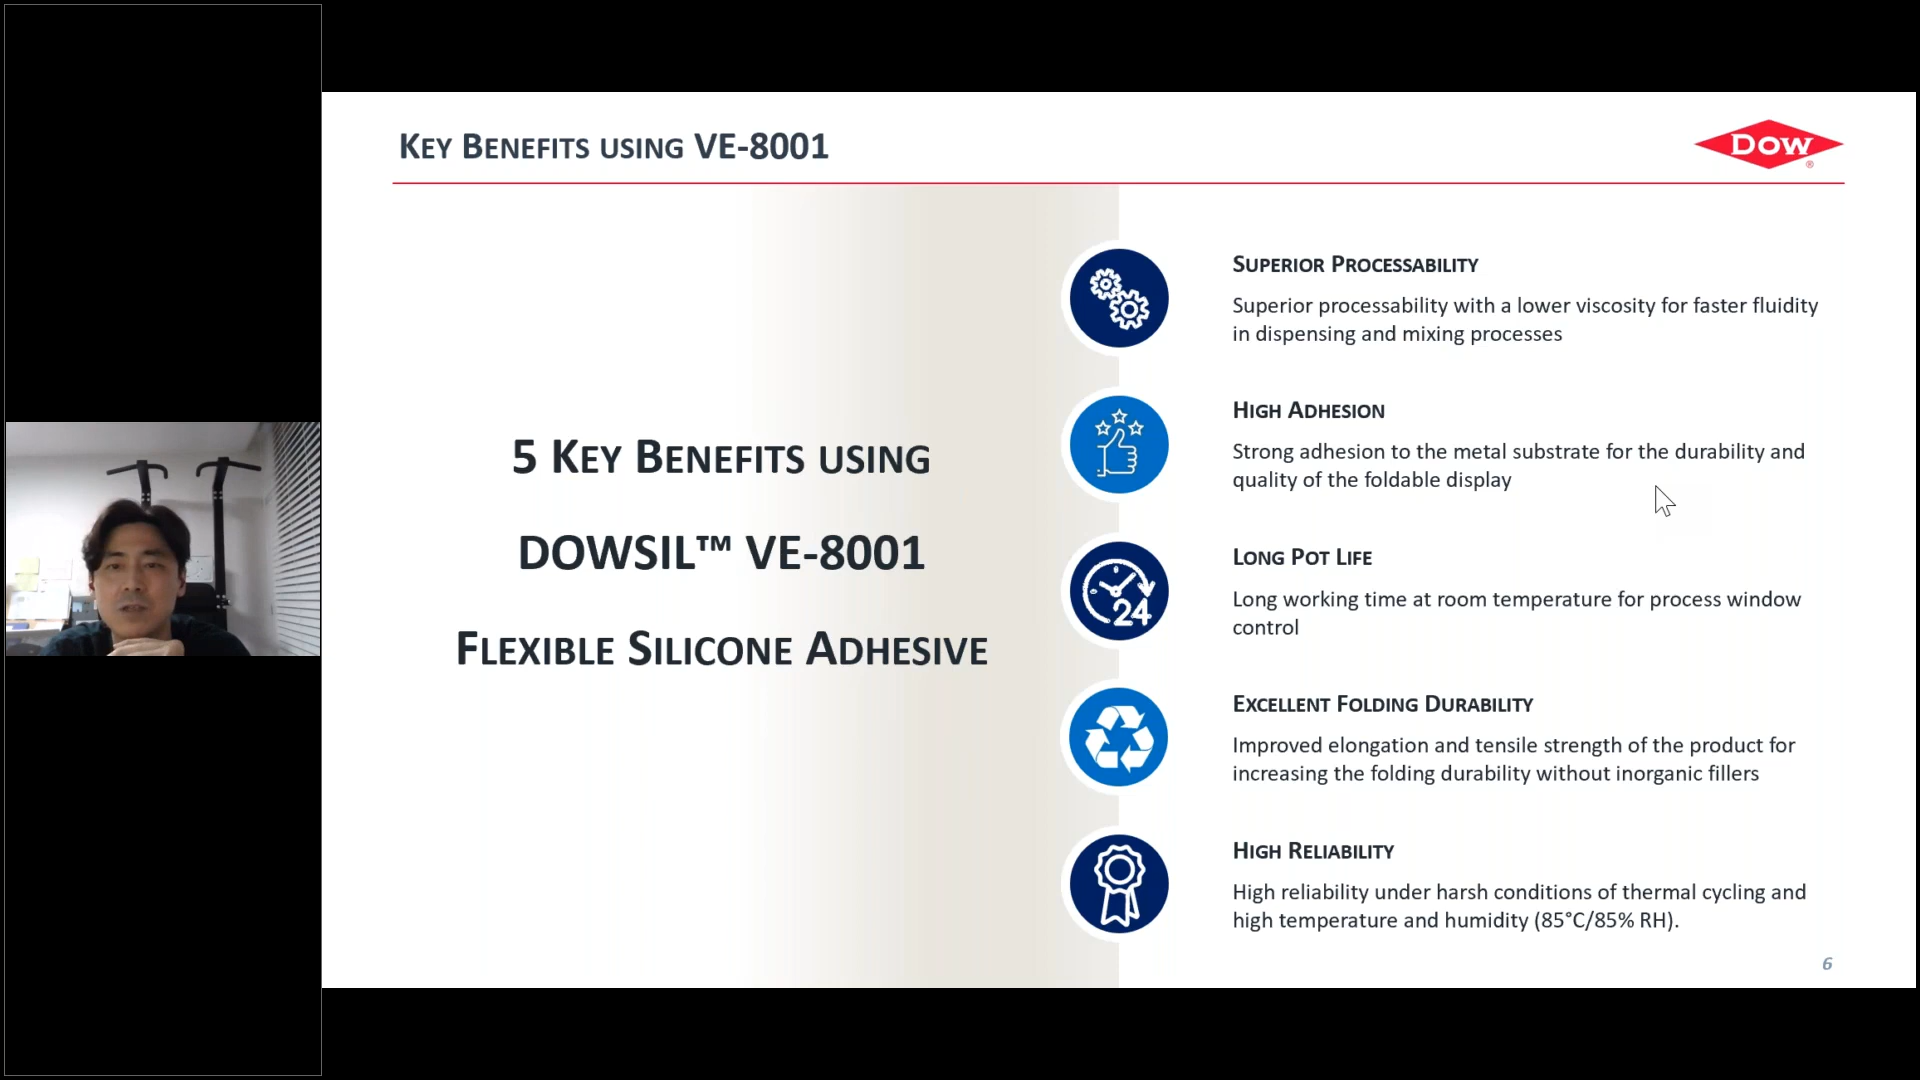 KEY BENEFITS USING VE-8001
DOW
®
5 KEY BENEFITS USING
DOWSIL™ VE-8001
FLEXIBLE SILICONE ADHESIVE
SUPERIOR PROCESSABILITY
Superior processability with a lower viscosity for faster fluidity
in dispensing and mixing processes
HIGH ADHESION
Strong adhesion to the metal substrate for the durability and
quality of the foldable display
24
LONG POT LIFE
Long working time at room temperature for process window
control
EXCELLENT FOLDING DURABILITY
Improved elongation and tensile strength of the product for
increasing the folding durability without inorganic fillers
HIGH RELIABILITY
High reliability under harsh conditions of thermal cycling and
high temperature and humidity (85°C/85% RH).
6